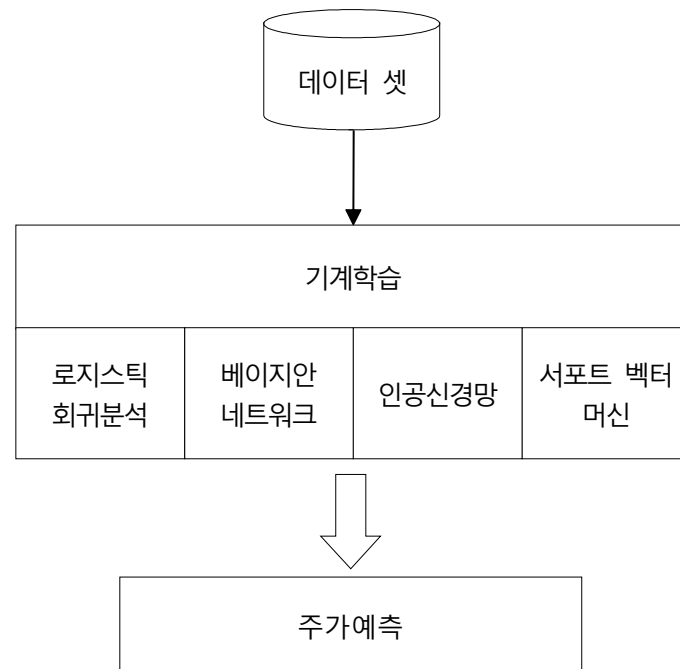 데이터 셋
기계학습
로지스틱
회귀분석
베이지안
네트워크
인공신경망
서포트 벡터
머신
주가예측